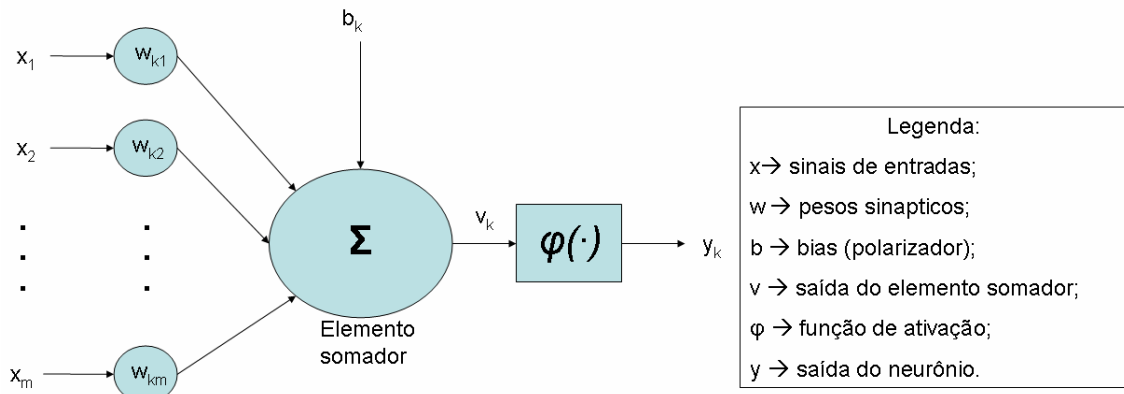 b_k
x_1 w_k1
x_2 w_k2
. .
. .
. .
x_m w_km
Σ
Elemento
somador
v_k
φ(·)
y_k
Legenda:
x→ sinais de entradas;
w → pesos sinapticos;
b → bias (polarizador);
v → saída do elemento somador;
φ → função de ativação;
y → saída do neurônio.